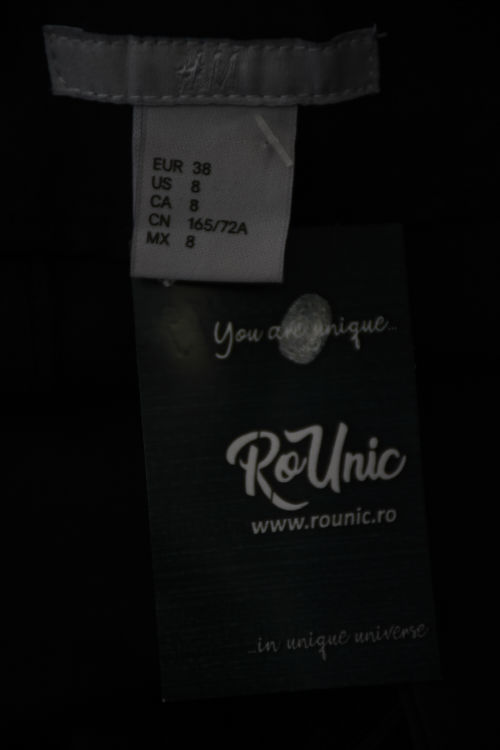 H&M
EUR 38
US 8
CA 8
CN 165/72A
MX 8
You are unique...
RoUnic
www.rounic.ro
...in unique universe